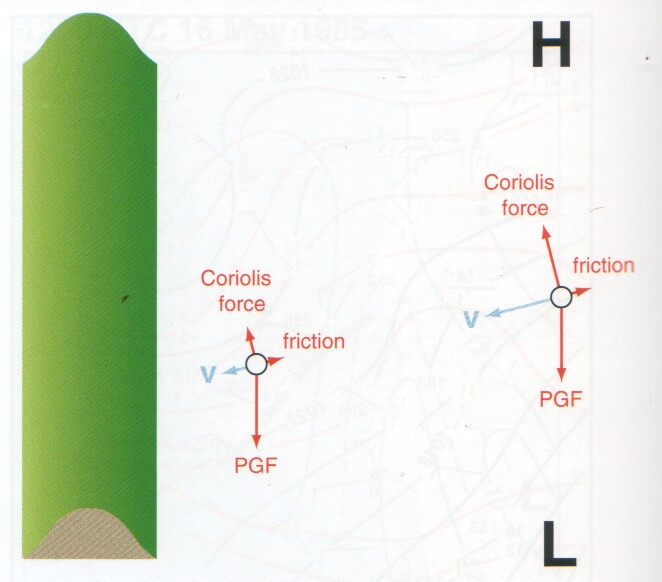 H
Coriolis
force
friction
V
PGF
Coriolis
force
friction
V
PGF
L